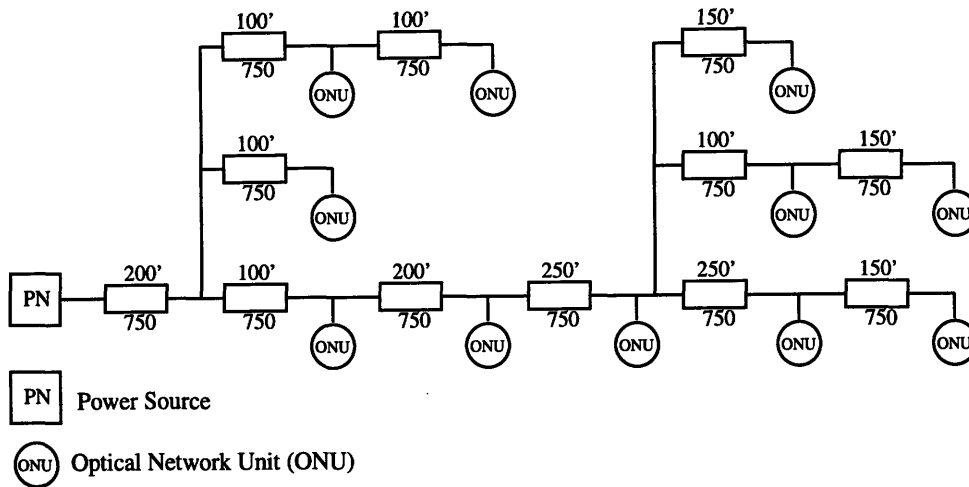 100' 100' 150'
750 750 750
ONU ONU ONU
100' 100' 150'
750 750 750
ONU ONU ONU
200' 100' 200' 250' 250' 150'
PN
750 750 750 750 750 750
ONU ONU ONU ONU ONU
PN Power Source
ONU Optical Network Unit (ONU)